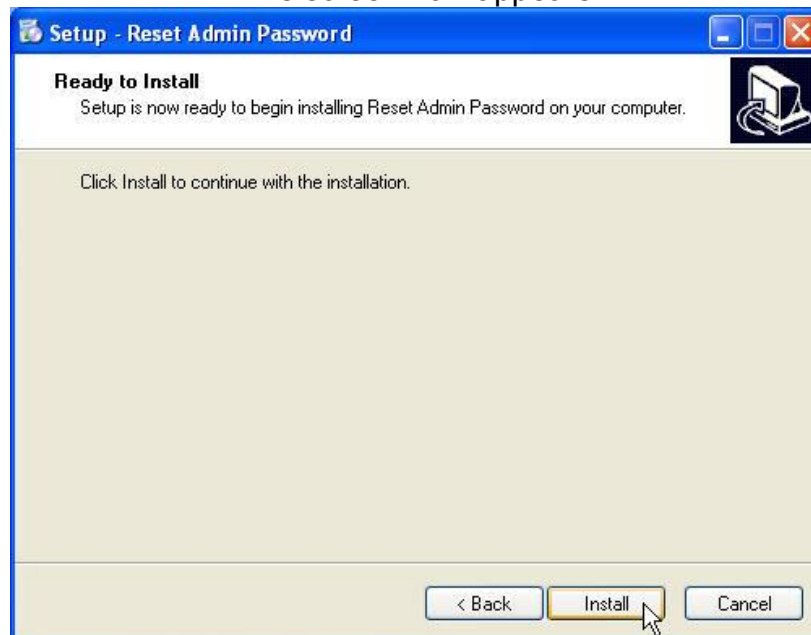 Setup - Reset Admin Password
Ready to Install
Setup is now ready to begin installing Reset Admin Password on your computer.
Click Install to continue with the installation.
< Back Install Cancel